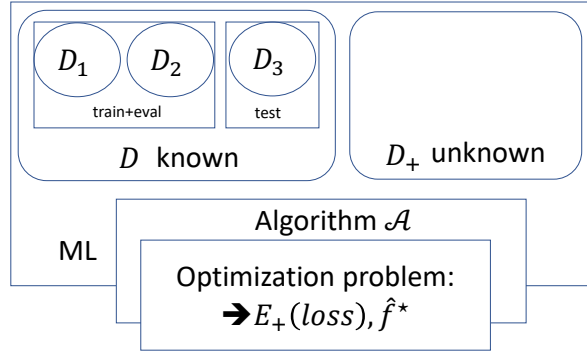 D₁ D₂ D₃
train+eval test
D known
D₊ unknown
Algorithm 𝒜
ML
Optimization problem:
➔E₊(loss), f̂*